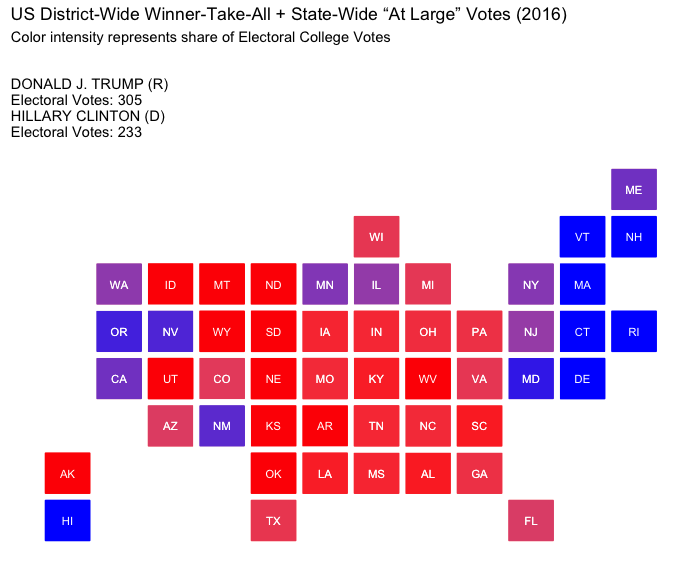 US District-Wide Winner-Take-All + State-Wide “At Large” Votes (2016)
Color intensity represents share of Electoral College Votes
DONALD J. TRUMP (R)
Electoral Votes: 305
HILLARY CLINTON (D)
Electoral Votes: 233
ME
WI VT NH
WA ID MT ND MN IL MI NY MA
OR NV WY SD IA IN OH PA NJ CT RI
CA UT CO NE MO KY WV VA MD DE
AZ NM KS AR TN NC SC
AK OK LA MS AL GA
HI TX FL